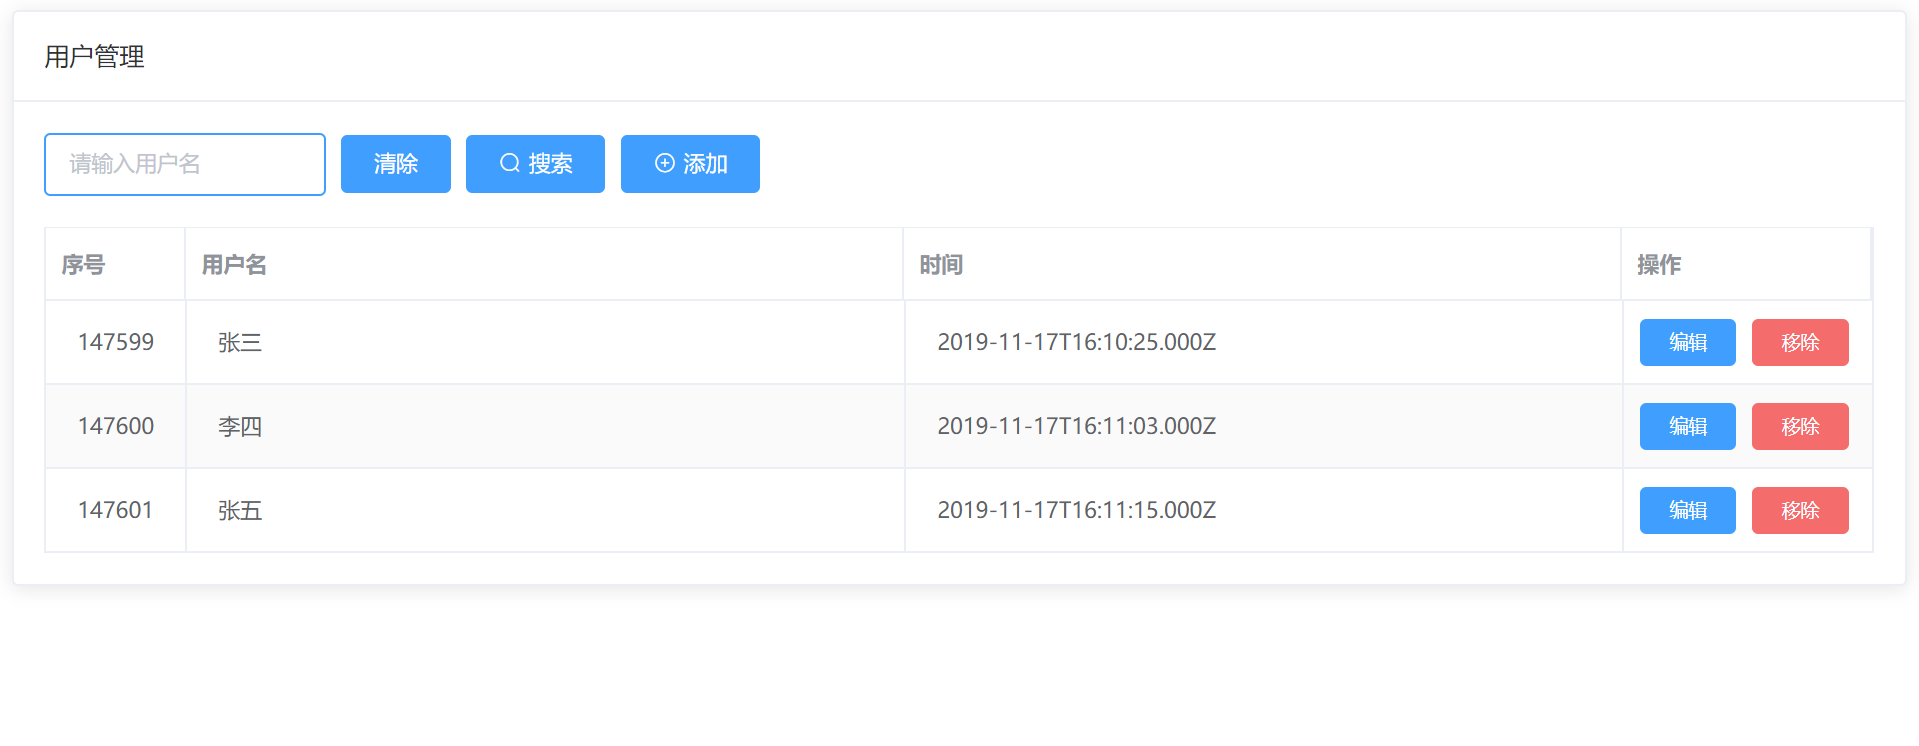 用户管理
请输入用户名 清除 搜索 添加
序号 用户名 时间 操作
147599 张三 2019-11-17T16:10:25.000Z 编辑 移除
147600 李四 2019-11-17T16:11:03.000Z 编辑 移除
147601 张五 2019-11-17T16:11:15.000Z 编辑 移除